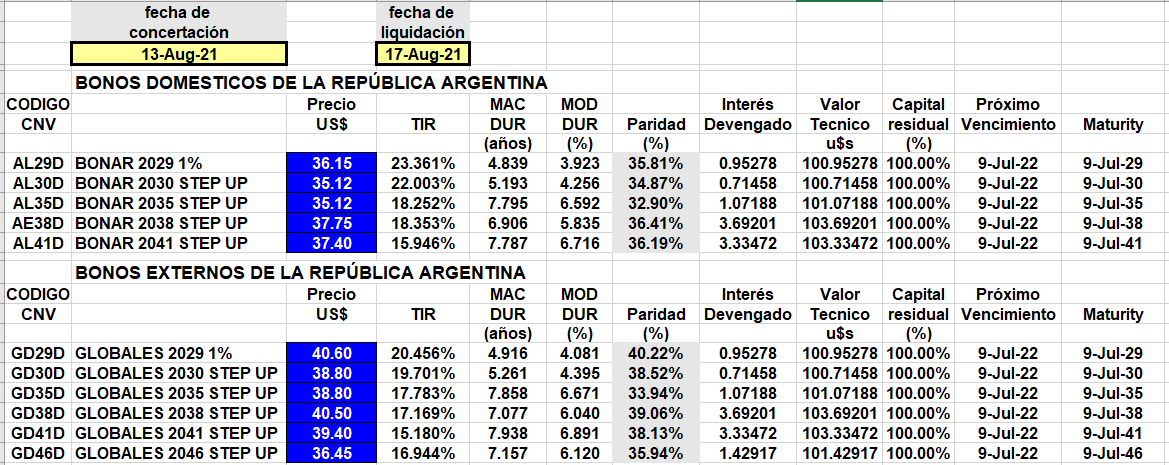 fecha de fecha de
concertación liquidación
13-Aug-21 17-Aug-21
BONOS DOMESTICOS DE LA REPÚBLICA ARGENTINA
CODIGO Precio MAC MOD Interés Valor Capital Próximo
CNV US$ TIR DUR DUR Paridad Devengado Tecnico residual Vencimiento Maturity
(años) (%) (%) u$s (%)
AL29D BONAR 2029 1% 36.15 23.361% 4.839 3.923 35.81% 0.95278 100.95278 100.00% 9-Jul-22 9-Jul-29
AL30D BONAR 2030 STEP UP 35.12 22.003% 5.193 4.256 34.87% 0.71458 100.71458 100.00% 9-Jul-22 9-Jul-30
AL35D BONAR 2035 STEP UP 35.12 18.252% 7.795 6.592 32.90% 1.07188 101.07188 100.00% 9-Jul-22 9-Jul-35
AE38D BONAR 2038 STEP UP 37.75 18.353% 6.906 5.835 36.41% 3.69201 103.69201 100.00% 9-Jul-22 9-Jul-38
AL41D BONAR 2041 STEP UP 37.40 15.946% 7.787 6.716 36.19% 3.33472 103.33472 100.00% 9-Jul-22 9-Jul-41
BONOS EXTERNOS DE LA REPÚBLICA ARGENTINA
CODIGO Precio MAC MOD Interés Valor Capital Próximo
CNV US$ TIR DUR DUR Paridad Devengado Tecnico residual Vencimiento Maturity
(años) (%) (%) u$s (%)
GD29D GLOBALES 2029 1% 40.60 20.456% 4.916 4.081 40.22% 0.95278 100.95278 100.00% 9-Jul-22 9-Jul-29
GD30D GLOBALES 2030 STEP UP 38.80 19.701% 5.261 4.395 38.52% 0.71458 100.71458 100.00% 9-Jul-22 9-Jul-30
GD35D GLOBALES 2035 STEP UP 38.80 17.783% 7.858 6.671 33.94% 1.07188 101.07188 100.00% 9-Jul-22 9-Jul-35
GD38D GLOBALES 2038 STEP UP 40.50 17.169% 7.077 6.040 39.06% 3.69201 103.69201 100.00% 9-Jul-22 9-Jul-38
GD41D GLOBALES 2041 STEP UP 39.40 15.180% 7.938 6.891 38.13% 3.33472 103.33472 100.00% 9-Jul-22 9-Jul-41
GD46D GLOBALES 2046 STEP UP 36.45 16.944% 7.157 6.120 35.94% 1.42917 101.42917 100.00% 9-Jul-22 9-Jul-46